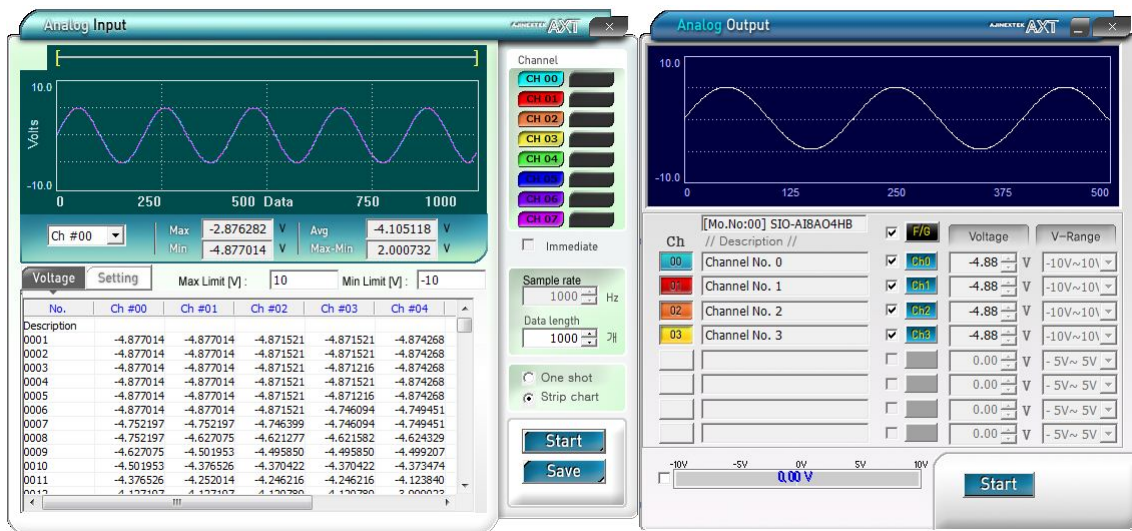 Analog Input
AJINEXTEK AXT
10.0
Volts
-10.0
0 250 500 Data 750 1000
Ch #00
Max -2.876282 V
Avg -4.105118 V
Min -4.877014
Max-Min 2.000732 V
Voltage Setting
Max Limit [V] : 10
Min Limit [V] : -10
No. Ch #00 Ch #01 Ch #02 Ch #03 Ch #04
Description
0001 -4.877014 -4.877014 -4.871521 -4.871521 -4.874268
0002 -4.877014 -4.877014 -4.871521 -4.871521 -4.874268
0003 -4.877014 -4.877014 -4.871521 -4.871216 -4.874268
0004 -4.877014 -4.877014 -4.871521 -4.871521 -4.874268
0005 -4.877014 -4.877014 -4.871521 -4.871216 -4.874268
0006 -4.877014 -4.877014 -4.871521 -4.746094 -4.749451
0007 -4.752197 -4.752197 -4.746399 -4.746094 -4.749451
0008 -4.752197 -4.627075 -4.621277 -4.621582 -4.624329
0009 -4.627075 -4.501953 -4.495850 -4.495850 -4.499207
0010 -4.501953 -4.376526 -4.370422 -4.370422 -4.373474
0011 -4.376526 -4.252014 -4.246216 -4.246216 -4.123840
Channel
CH 00
CH 01
CH 02
CH 03
CH 04
CH 05
CH 06
CH 07
Immediate
Sample rate
1000 Hz
Data length
1000 개
One shot
Strip chart
Start
Save
Analog Output
AJINEXTEK AXT
10.0
-10.0
0 125 250 375 500
[Mo.No:00] SIO-AI8AO4HB
Ch // Description // F/G Voltage V-Range
00 Channel No. 0 Ch0 -4.88 V -10V~10\
01 Channel No. 1 Ch1 -4.88 V -10V~10\
02 Channel No. 2 Ch2 -4.88 V -10V~10\
03 Channel No. 3 Ch3 -4.88 V -10V~10\
0.00 V - 5V~ 5V
0.00 V - 5V~ 5V
0.00 V - 5V~ 5V
0.00 V - 5V~ 5V
-10V -5V 0V 5V 10V
0.00 V
Start